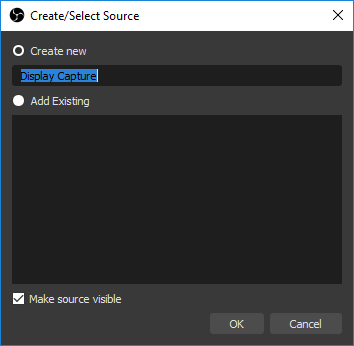 Create/Select Source
Create new
Display Capture
Add Existing
Make source visible
OK
Cancel